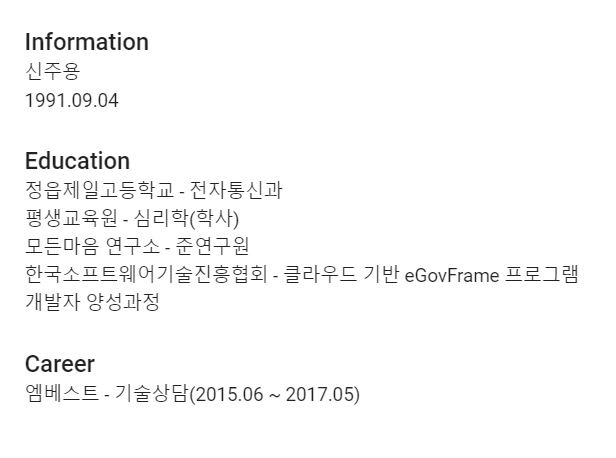 Information
신주용
1991.09.04
Education
정읍제일고등학교 - 전자통신과
평생교육원 - 심리학(학사)
모든마음 연구소 - 준연구원
한국소프트웨어기술진흥협회 - 클라우드 기반 eGovFrame 프로그램
개발자 양성과정
Career
엠베스트 - 기술상담(2015.06 ~ 2017.05)